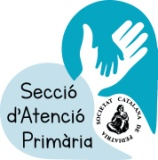 Secció
d'Atenció
Primària
SOCIETAT CATALANA DE PEDIATRIA